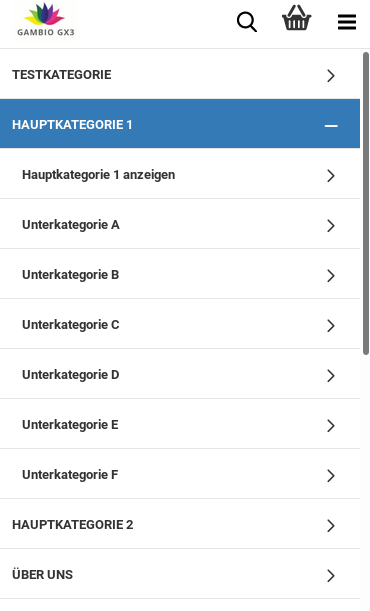 GAMBIO GX3
TESTKATEGORIE
HAUPTKATEGORIE 1
Hauptkategorie 1 anzeigen
Unterkategorie A
Unterkategorie B
Unterkategorie C
Unterkategorie D
Unterkategorie E
Unterkategorie F
HAUPTKATEGORIE 2
ÜBER UNS